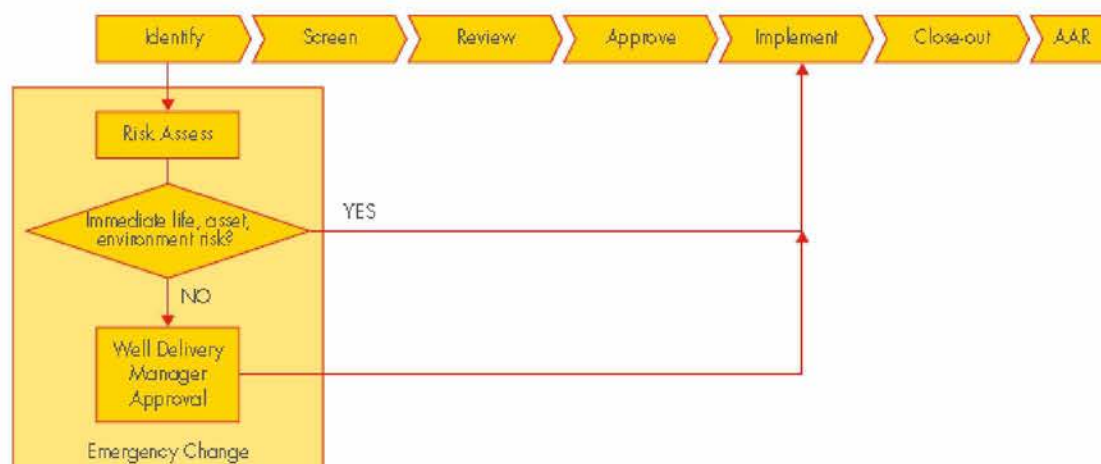 Identify
Screen
Review
Approve
Implement
Close-out
AAR
Risk Assess
Immediate life, asset,
environment risk?
YES
NO
Well Delivery
Manager
Approval
Emergency Change